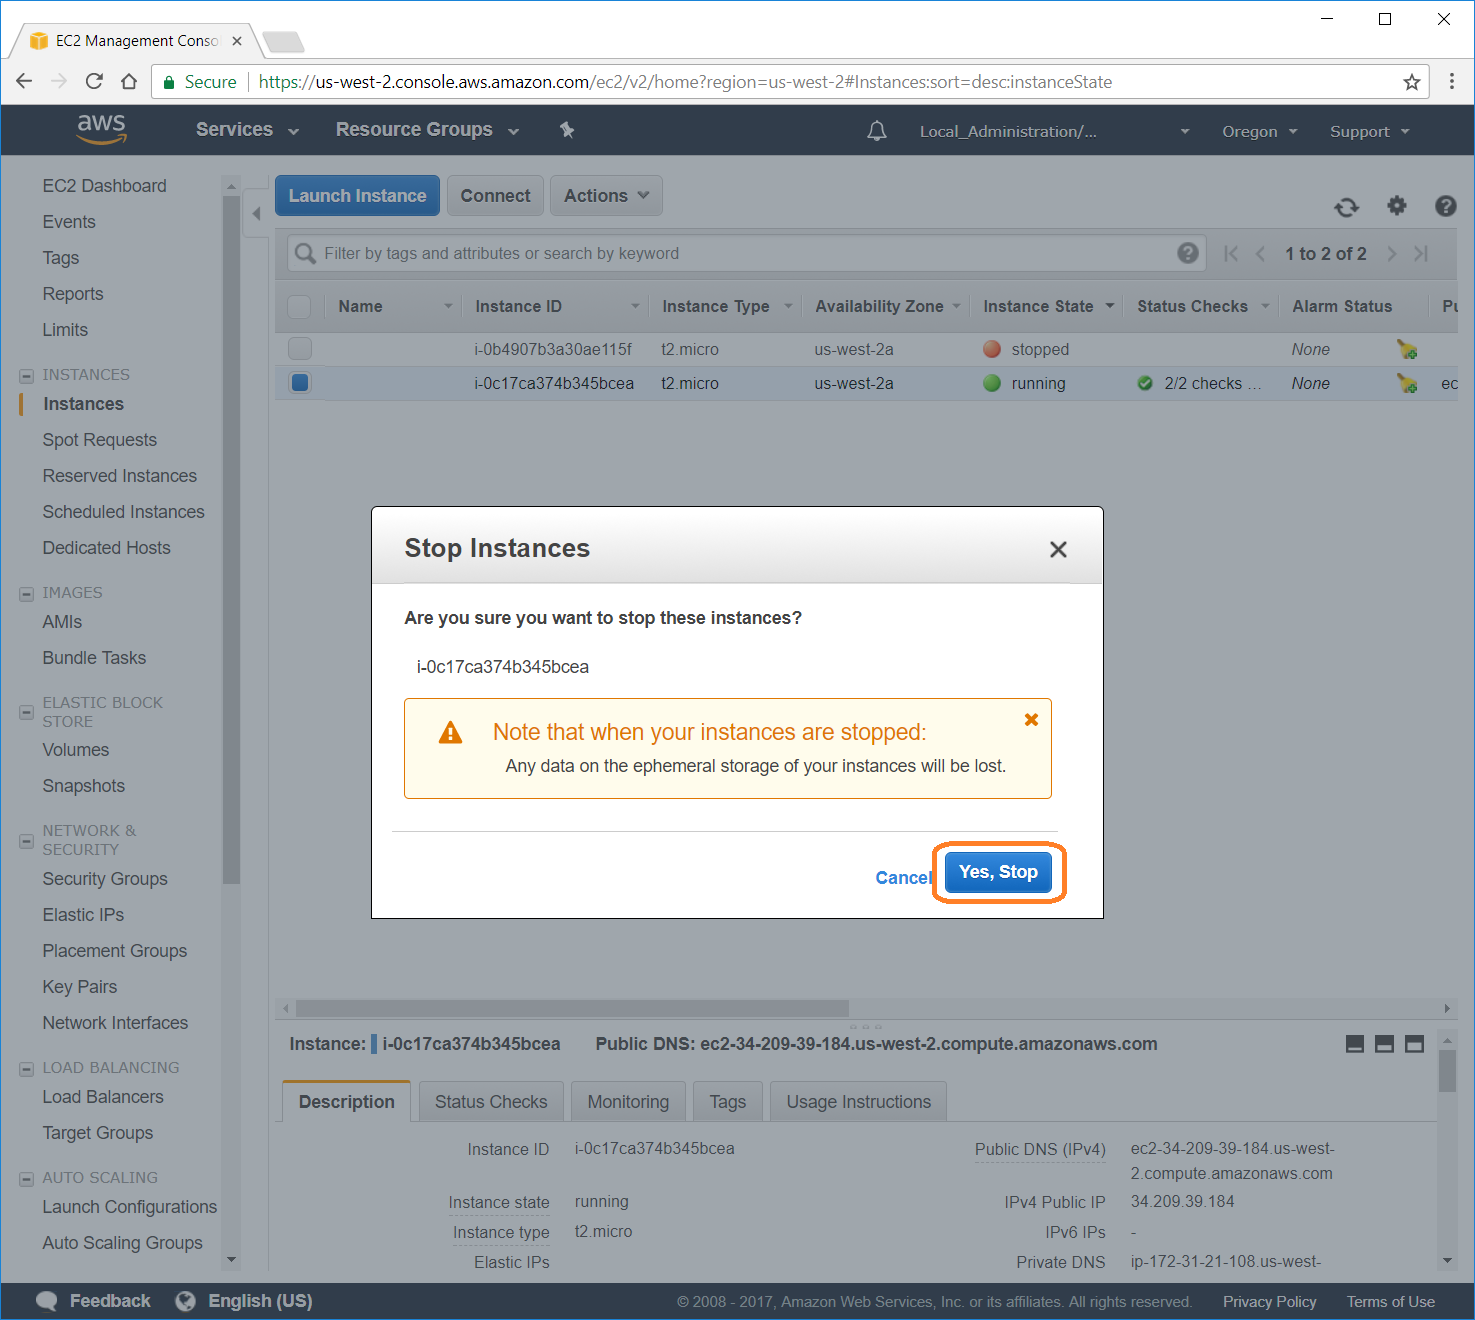 EC2 Management Conso
Secure https://us-west-2.console.aws.amazon.com/ec2/v2/home?region=us-west-2#Instances:sort=desc:instanceState
aws Services Resource Groups Local_Administration/... Oregon Support
EC2 Dashboard
Events
Tags
Reports
Limits
INSTANCES
Instances
Spot Requests
Reserved Instances
Scheduled Instances
Dedicated Hosts
IMAGES
AMIs
Bundle Tasks
ELASTIC BLOCK
STORE
Volumes
Snapshots
NETWORK &
SECURITY
Security Groups
Elastic IPs
Placement Groups
Key Pairs
Network Interfaces
LOAD BALANCING
Load Balancers
Target Groups
AUTO SCALING
Launch Configurations
Auto Scaling Groups
Launch Instance Connect Actions
Filter by tags and attributes or search by keyword 1 to 2 of 2
Name Instance ID Instance Type Availability Zone Instance State Status Checks Alarm Status Pu
i-0b4907b3a30ae115f t2.micro us-west-2a stopped None
i-0c17ca374b345bcea t2.micro us-west-2a running 2/2 checks ... None ec
Stop Instances
Are you sure you want to stop these instances?
i-0c17ca374b345bcea
Note that when your instances are stopped:
Any data on the ephemeral storage of your instances will be lost.
Cancel Yes, Stop
Instance: i-0c17ca374b345bcea Public DNS: ec2-34-209-39-184.us-west-2.compute.amazonaws.com
Description Status Checks Monitoring Tags Usage Instructions
Instance ID i-0c17ca374b345bcea Public DNS (IPv4) ec2-34-209-39-184.us-west-
2.compute.amazonaws.com
Instance state running IPv4 Public IP 34.209.39.184
Instance type t2.micro IPv6 IPs -
Elastic IPs Private DNS ip-172-31-21-108.us-west-
Feedback English (US) © 2008 - 2017, Amazon Web Services, Inc. or its affiliates. All rights reserved. Privacy Policy Terms of Use